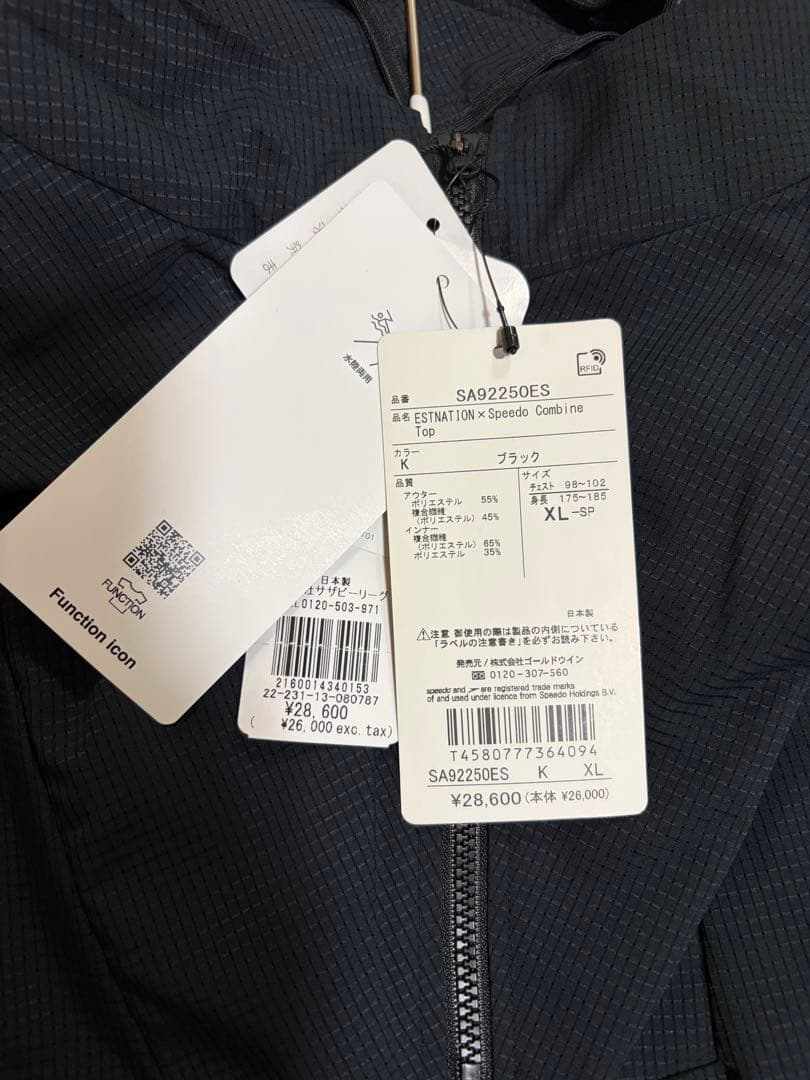 水陸両用
FUNCTION
Function icon
日本製
サザビーリーグ
0120-503-971
2160014340153
22-231-13-080787
¥28,600
( ¥26,000 exc. tax)
RFID
品番 SA92250ES
品名 ESTNATION×Speedo Combine
Top
カラー
K ブラック
品質
アウター
ポリエステル 55%
複合繊維
(ポリエステル) 45%
インナー
複合繊維
(ポリエステル) 65%
ポリエステル 35%
サイズ
チェスト 98~102
身長 175~185
XL-SP
日本製
⚠注意 御使用の際は製品の内側についている
「ラベルの注意書き」を必ずお読み下さい。
発売元/株式会社ゴールドウイン
0120-307-560
speedo and are registered trade marks
of and used under licence from Speedo Holdings B.V.
T4580777364094
SA92250ES K XL
¥28,600(本体 ¥26,000)